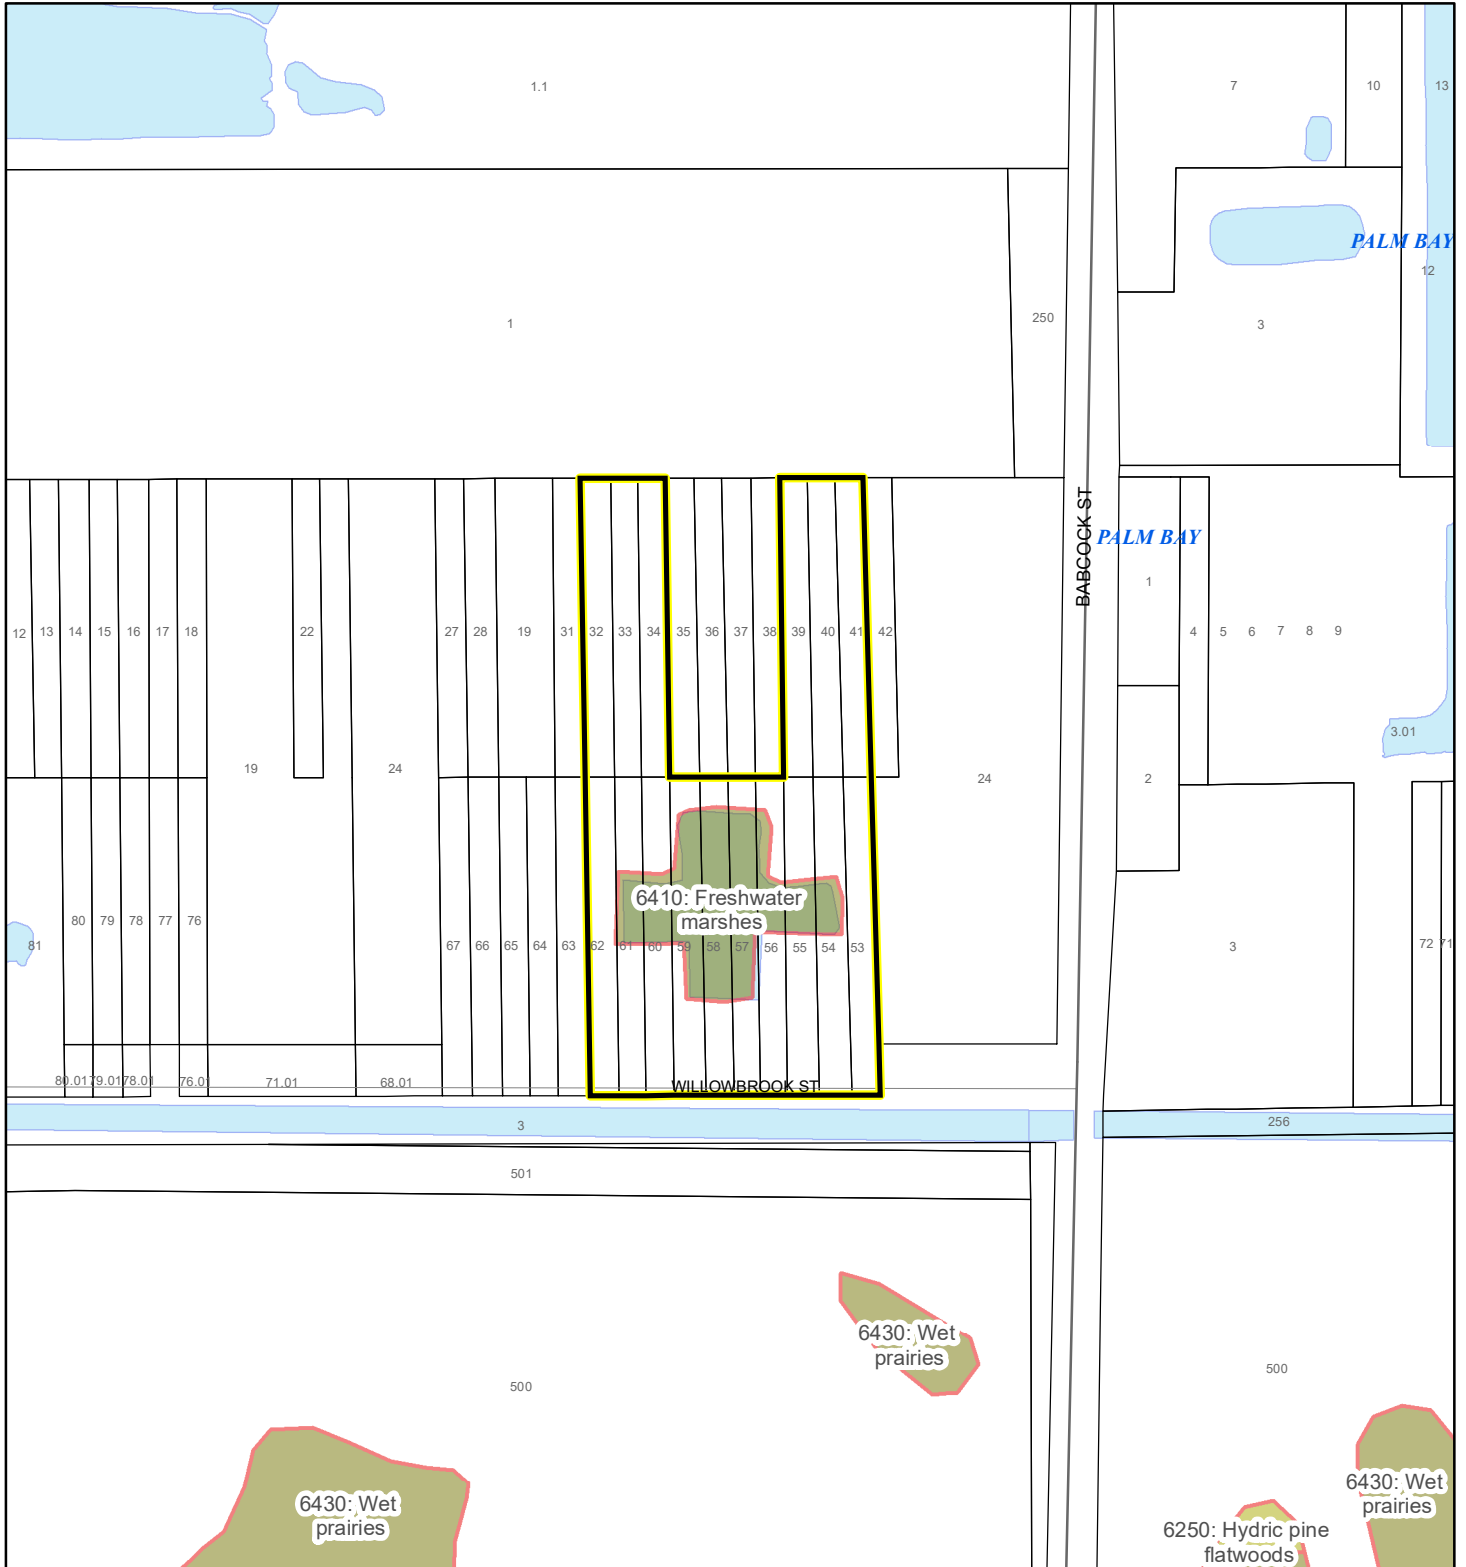 1.1
7
10
13
PALM BAY
12
1
250
3
BABCOCK ST
PALM BAY
1
12 13 14 15 16 17 18 22 27 28 19 31 32 33 34 35 36 37 38 39 40 41 42
4 5 6 7 8 9
3.01
19
24
24
2
6410: Freshwater
marshes
81 80 79 78 77 76 67 66 65 64 63 62 61 60 59 58 57 56 55 54 53
3
72 71
80.01 79.01 78.01 76.01 71.01 68.01
WILLOWBROOK ST
3
256
501
6430: Wet
prairies
500
500
6430: Wet
prairies
6430: Wet
prairies
6250: Hydric pine
flatwoods